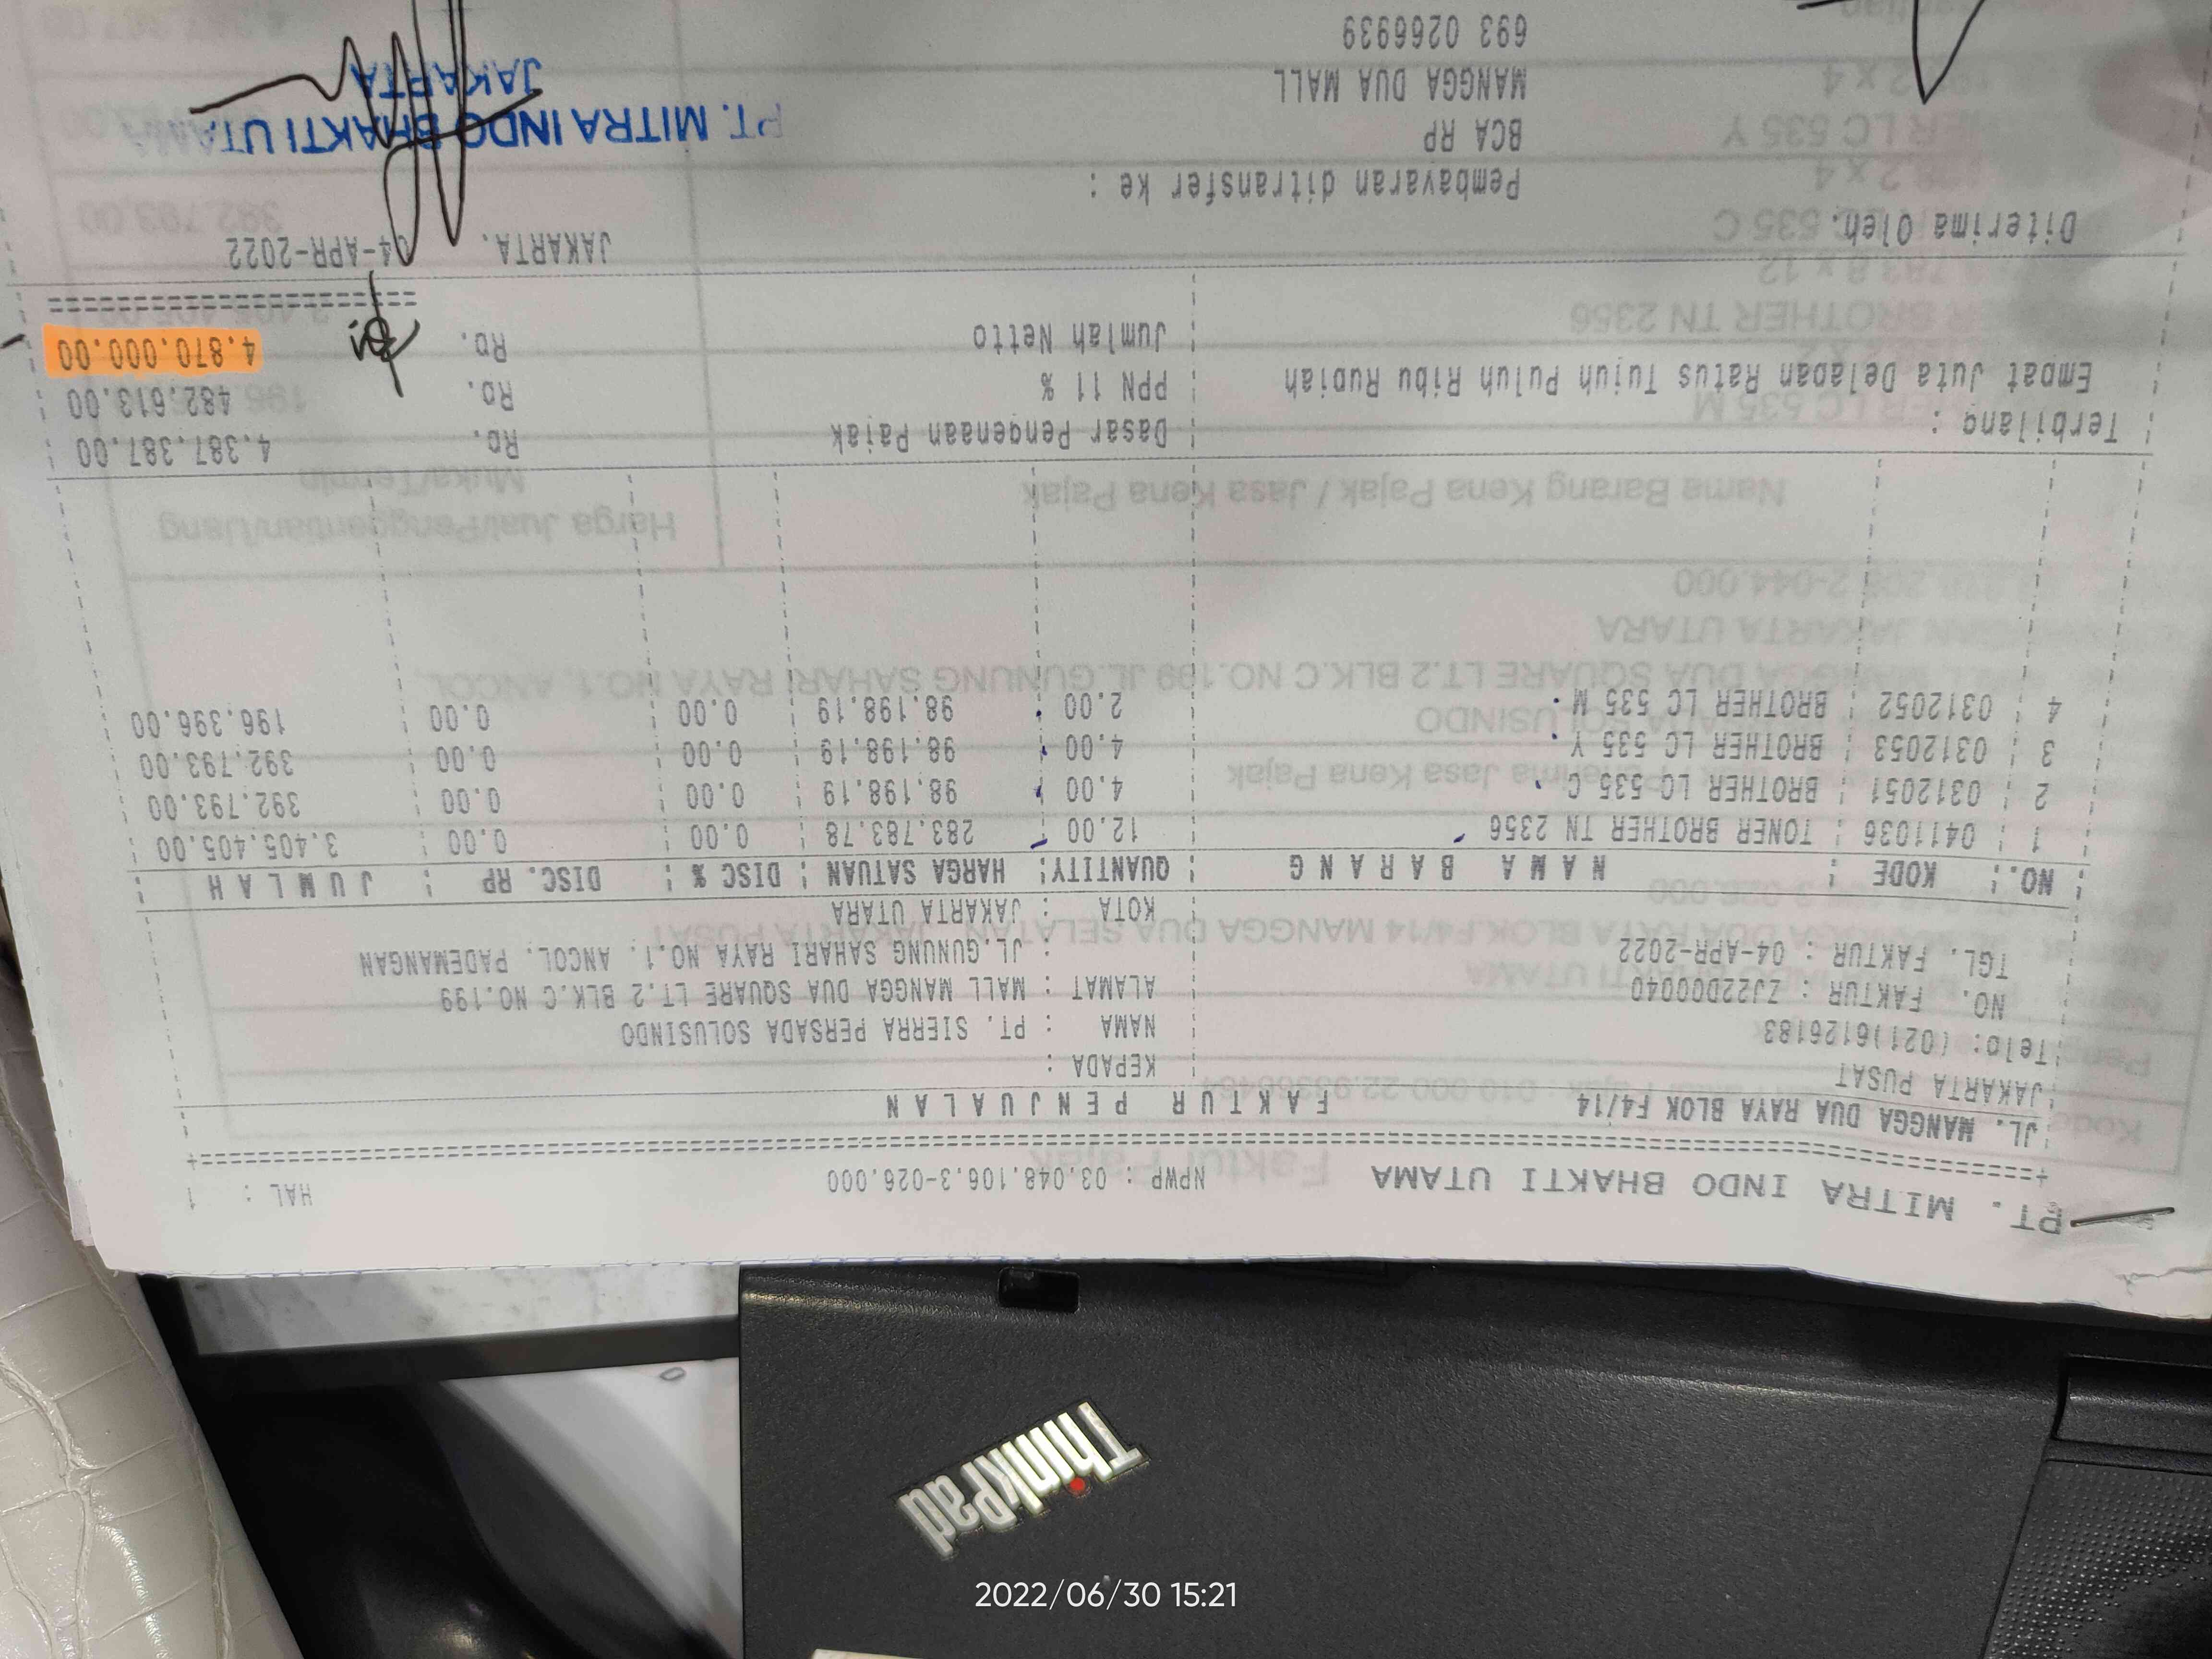 PT. MITRA INDO BHAKTI UTAMA NPWP : 03.048.106.3-026.000 HAL : 1
JL. MANGGA DUA RAYA BLOK F4/14 FAKTUR PENJUALAN
JAKARTA PUSAT KEPADA :
Telp: (021)6126183 NAMA : PT. SIERRA PERSADA SOLUSINDO
NO. FAKTUR : ZJ22D00040 ALAMAT : MALL MANGGA DUA SQUARE LT.2 BLK.C NO.199
TGL. FAKTUR : 04-APR-2022 : JL.GUNUNG SAHARI RAYA NO.1. ANCOL. PADEMANGAN
KOTA : JAKARTA UTARA
NO. KODE NAMA BARANG QUANTITY HARGA SATUAN DISC % DISC. RP. JUMLAH
1 0411036 TONER BROTHER TN 2356 12.00 283.783.78 0.00 0.00 3.405.405.00
2 0312051 BROTHER LC 535 C 4.00 98.198.19 0.00 0.00 392.793.00
3 0312053 BROTHER LC 535 Y 4.00 98.198.19 0.00 0.00 392.793.00
4 0312052 BROTHER LC 535 M 2.00 98.198.19 0.00 0.00 196.396.00
Terbilang : Dasar Pengenaan Pajak Rp. 4.387.387.00
Empat Juta Delapan Ratus Tujuh Puluh Ribu Rupiah PPN 11 % Rp. 482.613.00
Jumlah Netto Rp. 4.870.000.00
Diterima Oleh. Pembayaran ditransfer ke : JAKARTA. 04-APR-2022
BCA RP
MANGGA DUA MALL
693 0266939
PT. MITRA INDO BHAKTI UTAMA
JAKARTA
ThinkPad
2022/06/30 15:21